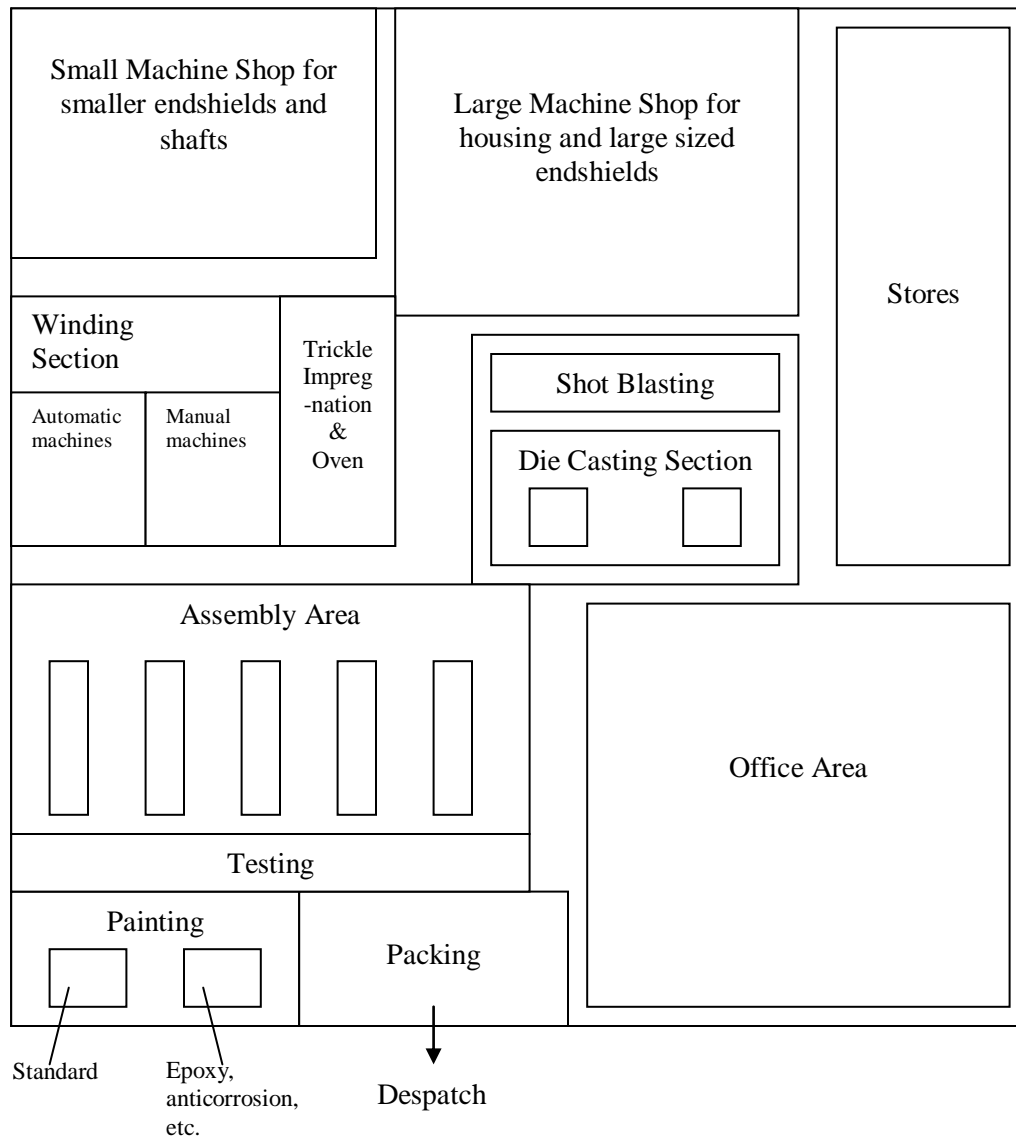 Small Machine Shop for
smaller endshields and
shafts
Large Machine Shop for
housing and large sized
endshields
Stores
Winding
Section
Automatic
machines
Manual
machines
Trickle
Impreg
-nation
&
Oven
Shot Blasting
Die Casting Section
Assembly Area
Office Area
Testing
Painting
Packing
Standard
Epoxy,
anticorrosion,
etc.
Despatch